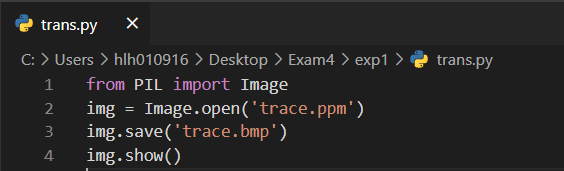 trans.py ×
C: > Users > hlh010916 > Desktop > Exam4 > exp1 > trans.py
1 from PIL import Image
2 img = Image.open('trace.ppm')
3 img.save('trace.bmp')
4 img.show()